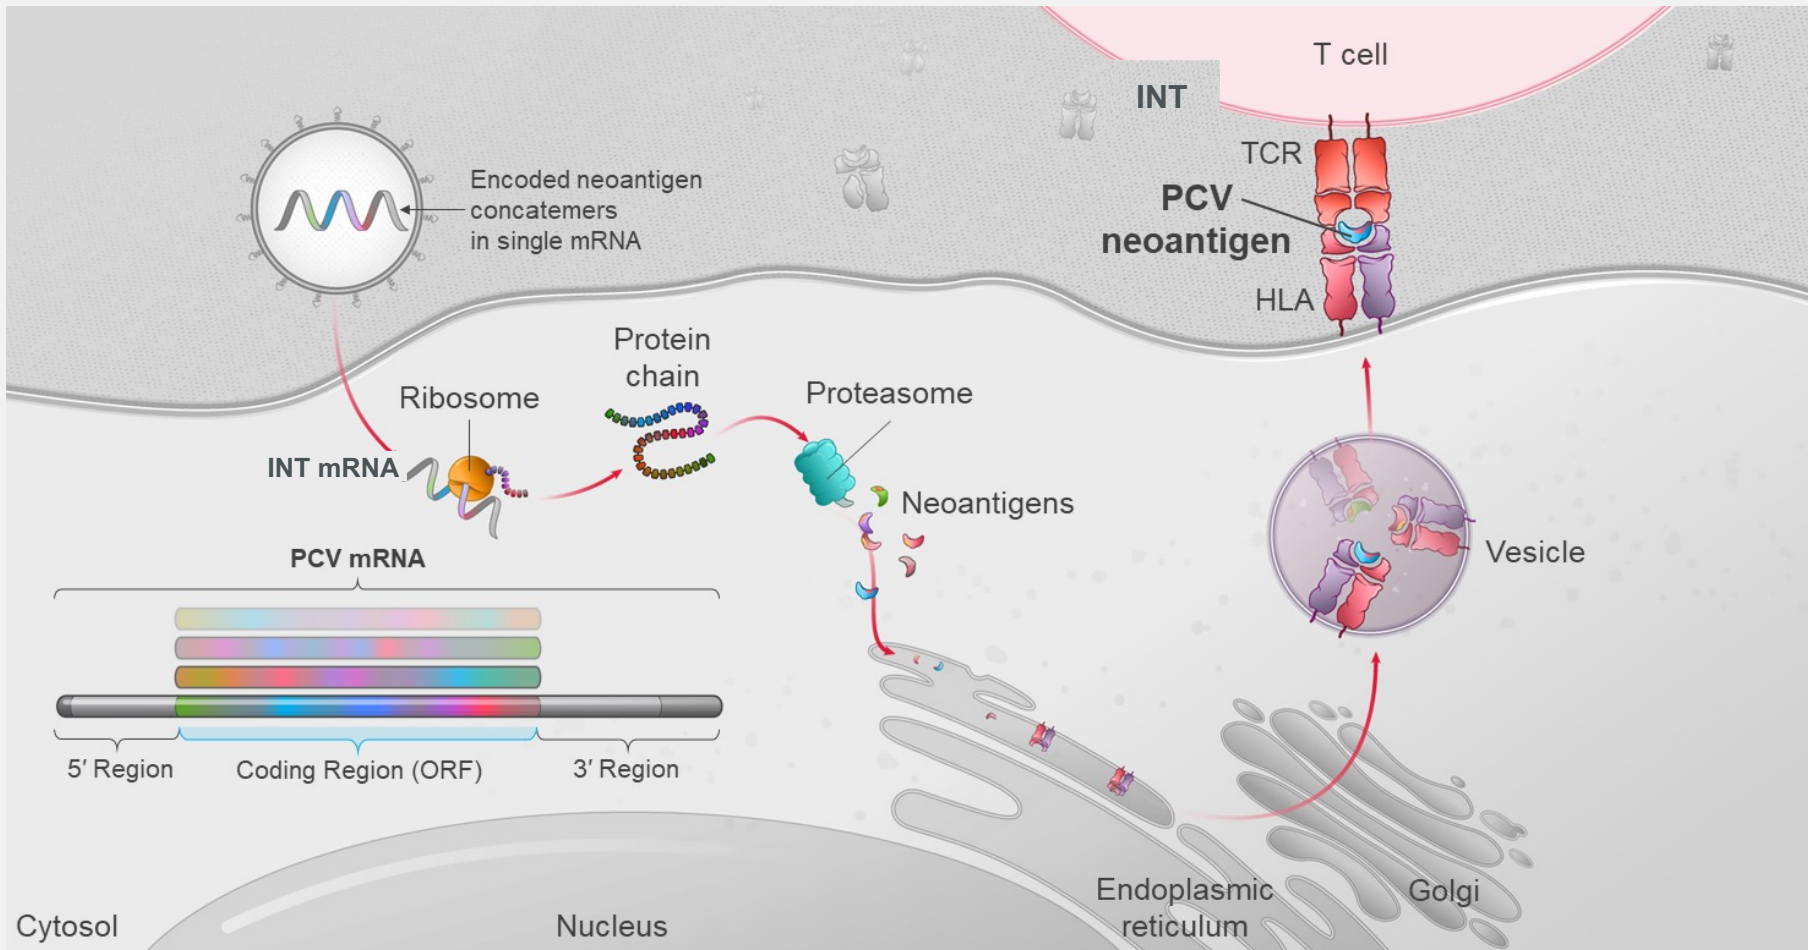 T cell
INT
TCR
PCV
neoantigen
HLA
Encoded neoantigen
concatemers
in single mRNA
Protein
chain
Ribosome
Proteasome
INT mRNA
Neoantigens
PCV mRNA
Vesicle
5′ Region
Coding Region (ORF)
3′ Region
Endoplasmic
reticulum
Golgi
Cytosol
Nucleus